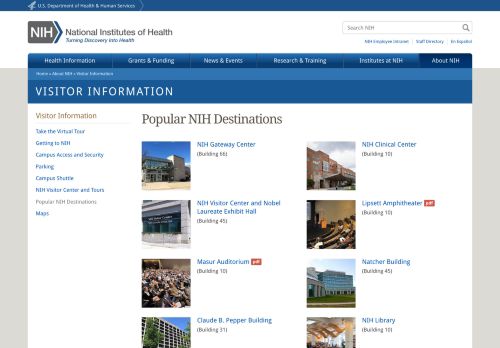 U.S. Department of Health & Human Services
Search NIH
NIH National Institutes of Health
Turning Discovery Into Health
NIH Employee Intranet | Staff Directory | En Español
Health Information
Grants & Funding
News & Events
Research & Training
Institutes at NIH
About NIH
Home » About NIH » Visitor Information
VISITOR INFORMATION
Visitor Information
Take the Virtual Tour
Getting to NIH
Campus Access and Security
Parking
Campus Shuttle
NIH Visitor Center and Tours
Popular NIH Destinations
Maps
Popular NIH Destinations
NIH Gateway Center
(Building 66)
NIH Clinical Center
(Building 10)
NIH Visitor Center and Nobel
Laureate Exhibit Hall
(Building 45)
Lipsett Amphitheater pdf
(Building 10)
Masur Auditorium pdf
(Building 10)
Natcher Building
(Building 45)
Claude B. Pepper Building
(Building 31)
NIH Library
(Building 10)